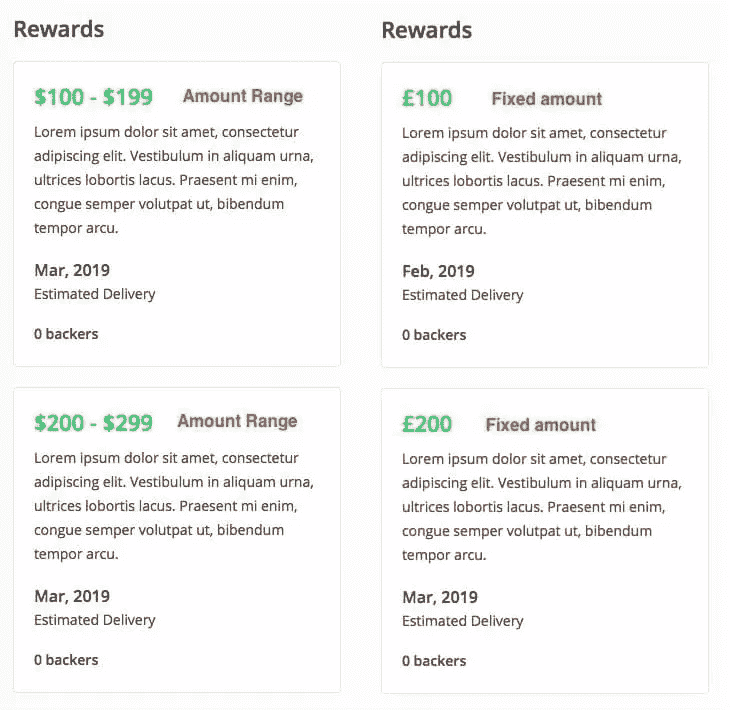 Rewards
$100 - $199 Amount Range
Lorem ipsum dolor sit amet, consectetur
adipiscing elit. Vestibulum in aliquam urna,
ultrices lobortis lacus. Praesent mi enim,
congue semper volutpat ut, bibendum
tempor arcu.
Mar, 2019
Estimated Delivery
0 backers
$200 - $299 Amount Range
Lorem ipsum dolor sit amet, consectetur
adipiscing elit. Vestibulum in aliquam urna,
ultrices lobortis lacus. Praesent mi enim,
congue semper volutpat ut, bibendum
tempor arcu.
Mar, 2019
Estimated Delivery
0 backers
Rewards
£100 Fixed amount
Lorem ipsum dolor sit amet, consectetur
adipiscing elit. Vestibulum in aliquam urna,
ultrices lobortis lacus. Praesent mi enim,
congue semper volutpat ut, bibendum
tempor arcu.
Feb, 2019
Estimated Delivery
0 backers
£200 Fixed amount
Lorem ipsum dolor sit amet, consectetur
adipiscing elit. Vestibulum in aliquam urna,
ultrices lobortis lacus. Praesent mi enim,
congue semper volutpat ut, bibendum
tempor arcu.
Mar, 2019
Estimated Delivery
0 backers